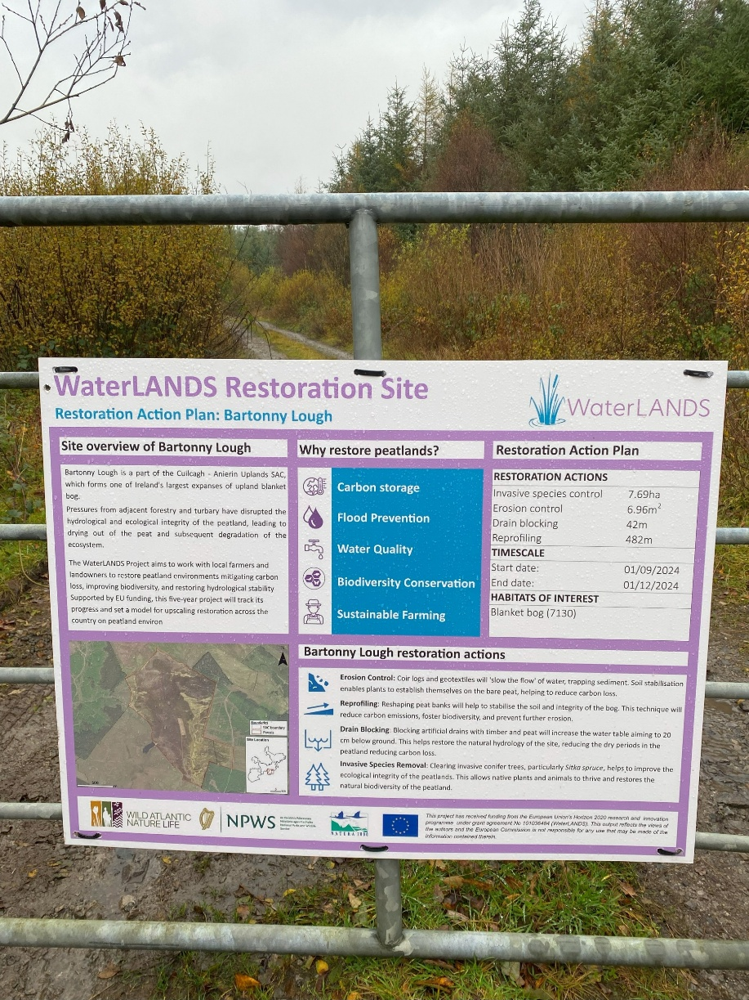 WaterLANDS Restoration Site
Restoration Action Plan: Bartonny Lough
WaterLANDS
Site overview of Bartonny Lough
Bartonny Lough is a part of the Cuilcagh - Anierin Uplands SAC,
which forms one of Ireland's largest expanses of upland blanket
bog.
Pressures from adjacent forestry and turbary have disrupted the
hydrological and ecological integrity of the peatland, leading to
drying out of the peat and subsequent degradation of the
ecosystem.
The WaterLANDS Project aims to work with local farmers and
landowners to restore peatland environments mitigating carbon
loss, improving biodiversity, and restoring hydrological stability
Supported by EU funding, this five-year project will track its
progress and set a model for upscaling restoration across the
country on peatland environ
Why restore peatlands?
Carbon storage
Flood Prevention
Water Quality
Biodiversity Conservation
Sustainable Farming
Restoration Action Plan
RESTORATION ACTIONS
Invasive species control 7.69ha
Erosion control 6.96m²
Drain blocking 42m
Reprofiling 482m
TIMESCALE
Start date: 01/09/2024
End date: 01/12/2024
HABITATS OF INTEREST
Blanket bog (7130)
Boundaries
SAC boundary
Parcels
Site Location
Bartonny Lough restoration actions
Erosion Control: Coir logs and geotextiles will 'slow the flow' of water, trapping sediment. Soil stabilisation
enables plants to establish themselves on the bare peat, helping to reduce carbon loss.
Reprofiling: Reshaping peat banks will help to stabilise the soil and integrity of the bog. This technique will
reduce carbon emissions, foster biodiversity, and prevent further erosion.
Drain Blocking: Blocking artificial drains with timber and peat will increase the water table aiming to 20
cm below ground. This helps restore the natural hydrology of the site, reducing the dry periods in the
peatland reducing carbon loss.
Invasive Species Removal: Clearing invasive conifer trees, particularly Sitka spruce, helps to improve the
ecological integrity of the peatlands. This allows native plants and animals to thrive and restores the
natural biodiversity of the peatland.
WILD ATLANTIC
NATURE LIFE
NPWS
An tSeirbhís Páirceanna
Náisiúnta agus Fiadhúlra
National Parks and Wildlife
Service
NATURA 2000
This project has received funding from the European Union's Horizon 2020 research and innovation
programme under grant agreement No 101036484 (WaterLANDS). This output reflects the views of
the authors and the European Commission is not responsible for any use that may be made of the
information contained therein.